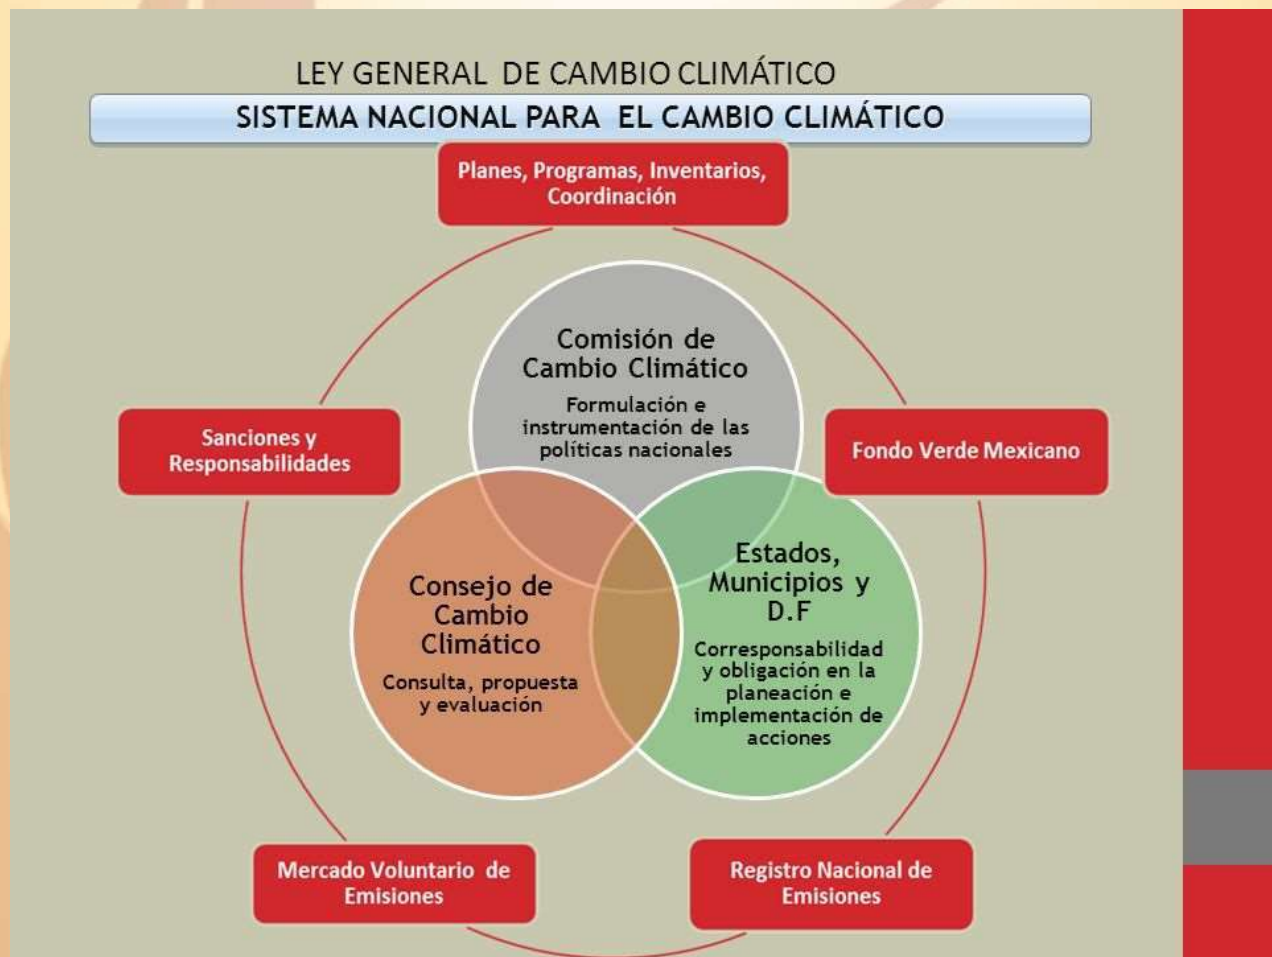 LEY GENERAL DE CAMBIO CLIMÁTICO
SISTEMA NACIONAL PARA EL CAMBIO CLIMÁTICO
Planes, Programas, Inventarios,
Coordinación
Comisión de
Cambio Climático
Formulación e
instrumentación de las
políticas nacionales
Sanciones y
Responsabilidades
Fondo Verde Mexicano
Consejo de
Cambio
Climático
Consulta, propuesta
y evaluación
Estados,
Municipios y
D.F
Corresponsabilidad
y obligación en la
planeación e
implementación de
acciones
Mercado Voluntario de
Emisiones
Registro Nacional de
Emisiones